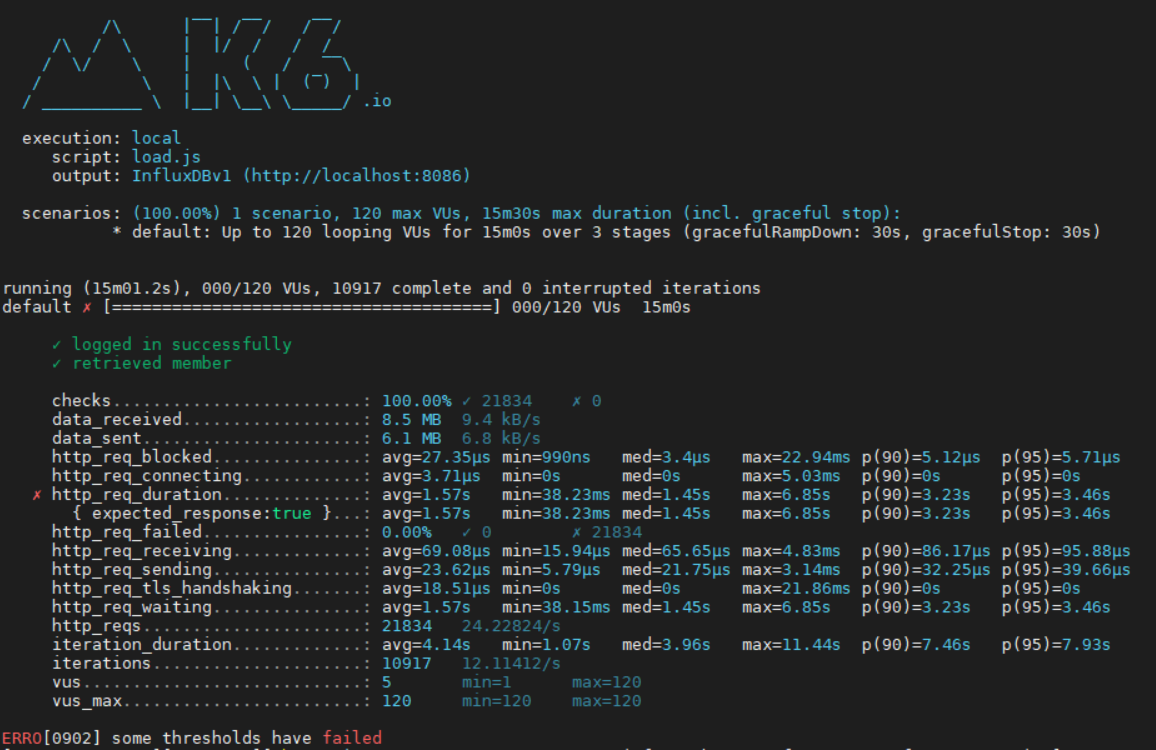 K6
.io
execution: local
script: load.js
output: InfluxDBv1 (http://localhost:8086)
scenarios: (100.00%) 1 scenario, 120 max VUs, 15m30s max duration (incl. graceful stop):
* default: Up to 120 looping VUs for 15m0s over 3 stages (gracefulRampDown: 30s, gracefulStop: 30s)
running (15m01.2s), 000/120 VUs, 10917 complete and 0 interrupted iterations
default ✗ [======================================] 000/120 VUs  15m0s
✓ logged in successfully
✓ retrieved member
checks.........................: 100.00% ✓ 21834    ✗ 0
data_received..................: 8.5 MB  9.4 kB/s
data_sent......................: 6.1 MB  6.8 kB/s
http_req_blocked...............: avg=27.35µs min=990ns   med=3.4µs   max=22.94ms p(90)=5.12µs  p(95)=5.71µs
http_req_connecting............: avg=3.71µs  min=0s      med=0s      max=5.03ms  p(90)=0s      p(95)=0s
✗ http_req_duration..............: avg=1.57s   min=38.23ms med=1.45s   max=6.85s   p(90)=3.23s   p(95)=3.46s
{ expected_response:true }...: avg=1.57s   min=38.23ms med=1.45s   max=6.85s   p(90)=3.23s   p(95)=3.46s
http_req_failed................: 0.00%   ✓ 0        ✗ 21834
http_req_receiving.............: avg=69.08µs min=15.94µs med=65.65µs max=4.83ms  p(90)=86.17µs p(95)=95.88µs
http_req_sending...............: avg=23.62µs min=5.79µs  med=21.75µs max=3.14ms  p(90)=32.25µs p(95)=39.66µs
http_req_tls_handshaking.......: avg=18.51µs min=0s      med=0s      max=21.86ms p(90)=0s      p(95)=0s
http_req_waiting...............: avg=1.57s   min=38.15ms med=1.45s   max=6.85s   p(90)=3.23s   p(95)=3.46s
http_reqs......................: 21834   24.22824/s
iteration_duration.............: avg=4.14s   min=1.07s   med=3.96s   max=11.44s  p(90)=7.46s   p(95)=7.93s
iterations.....................: 10917   12.11412/s
vus............................: 5       min=1      max=120
vus_max........................: 120     min=120    max=120
ERRO[0902] some thresholds have failed